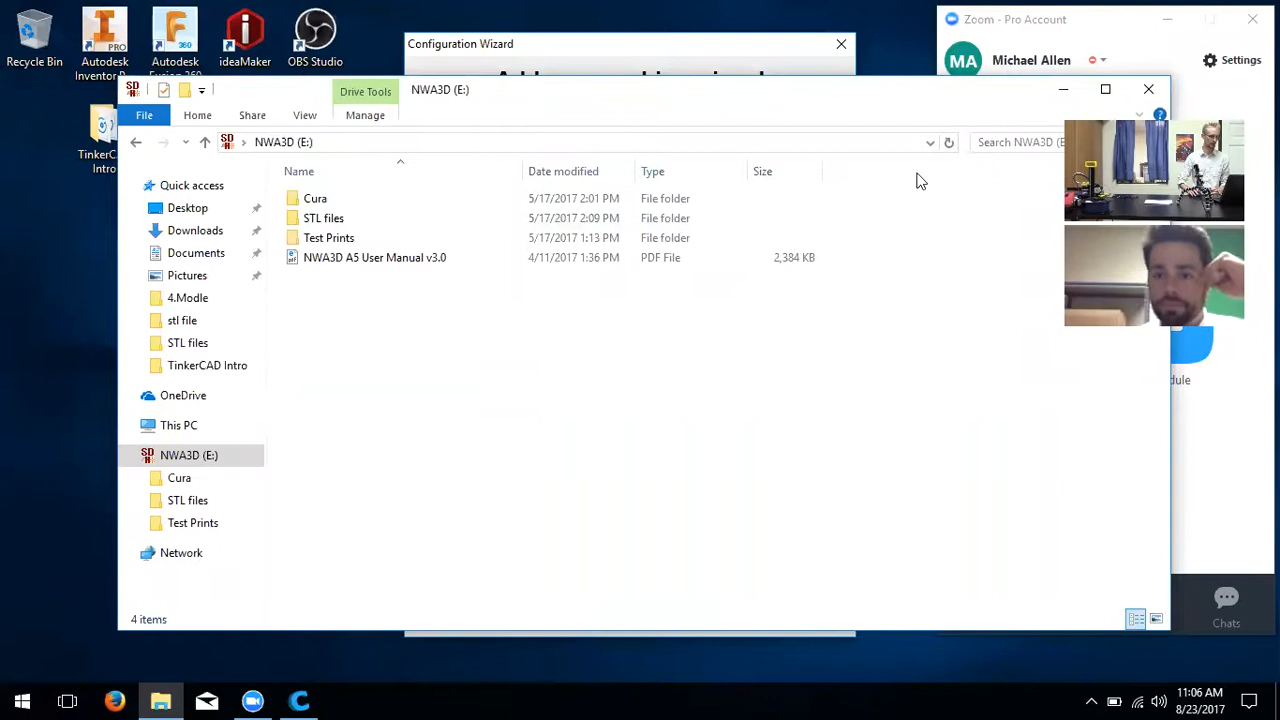 Recycle Bin
Autodesk
Inventor P...
Autodesk
Fusion 360
ideaMaker
OBS Studio
PRO
TinkerC
Intro
Configuration Wizard
Zoom - Pro Account
MA
Michael Allen
Settings
Drive Tools
NWA3D (E:)
File
Home
Share
View
Manage
NWA3D (E:)
Search NWA3D (E
Name
Date modified
Type
Size
Cura
5/17/2017 2:01 PM
File folder
STL files
5/17/2017 2:09 PM
File folder
Test Prints
5/17/2017 1:13 PM
File folder
NWA3D A5 User Manual v3.0
4/11/2017 1:36 PM
PDF File
2,384 KB
Quick access
Desktop
Downloads
Documents
Pictures
4.Modle
stl file
STL files
TinkerCAD Intro
OneDrive
This PC
NWA3D (E:)
Cura
STL files
Test Prints
Network
4 items
dule
Chats
11:06 AM
8/23/2017